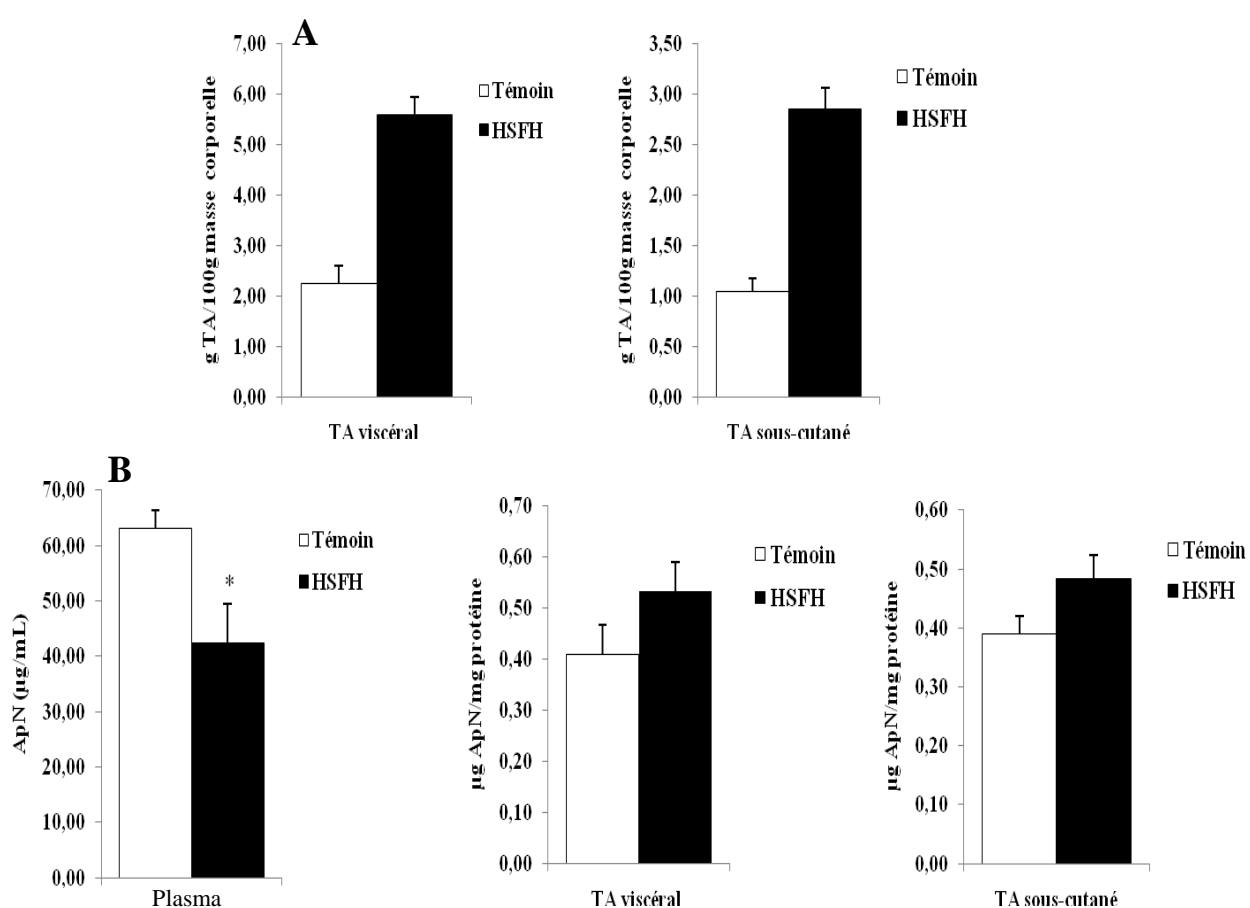 A
7,00
6,00
5,00
4,00
3,00
2,00
1,00
0,00
g TA/100g masse corporelle
Témoin
HSFH
TA viscéral
3,50
3,00
2,50
2,00
1,50
1,00
0,50
0,00
g TA/100g masse corporelle
Témoin
HSFH
TA sous-cutané
B
70,00
60,00
50,00
40,00
30,00
20,00
10,00
0,00
ApN (µg/mL)
*
Témoin
HSFH
Plasma
0,70
0,60
0,50
0,40
0,30
0,20
0,10
0,00
µg ApN/mg protéine
Témoin
HSFH
TA viscéral
0,60
0,50
0,40
0,30
0,20
0,10
0,00
µg ApN/mg protéine
Témoin
HSFH
TA sous-cutané